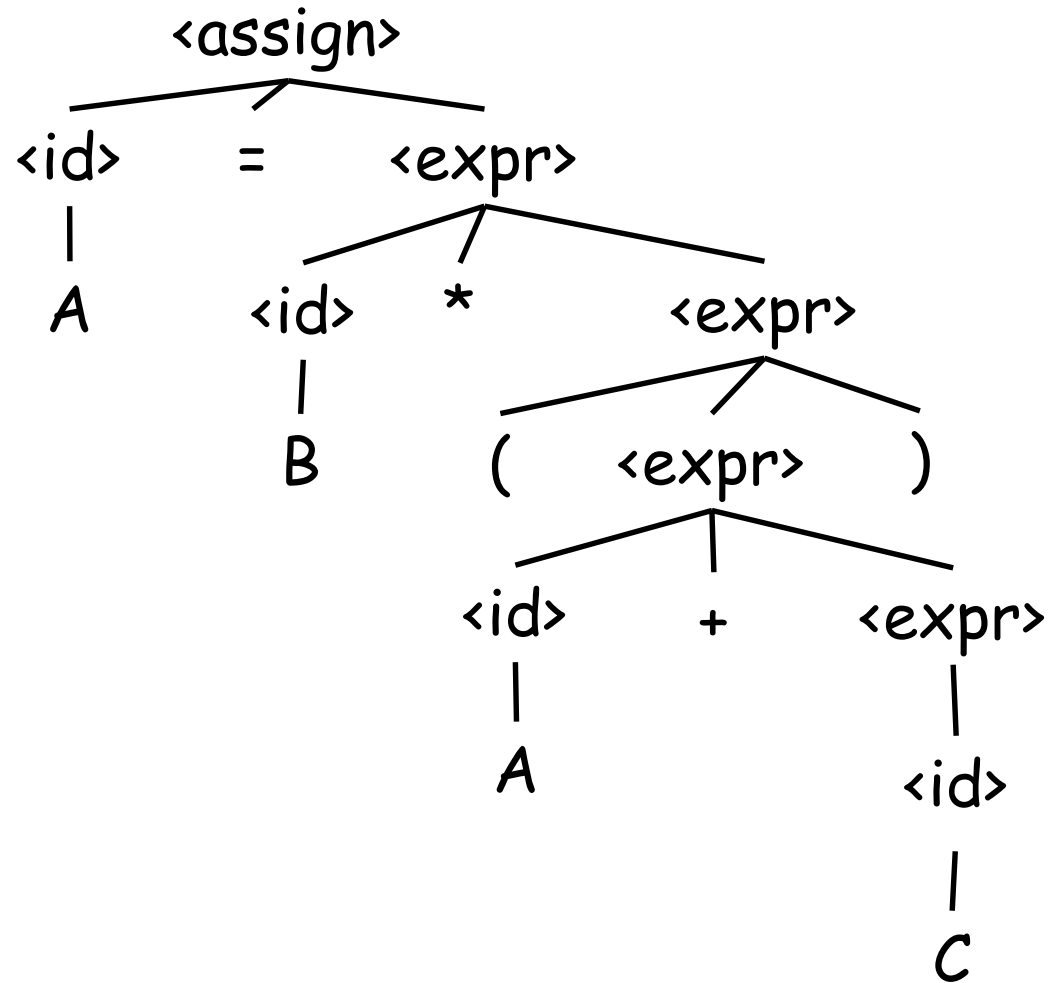 <assign>
<id> = <expr>
A <id> * <expr>
B ( <expr> )
<id> + <expr>
A <id>
C